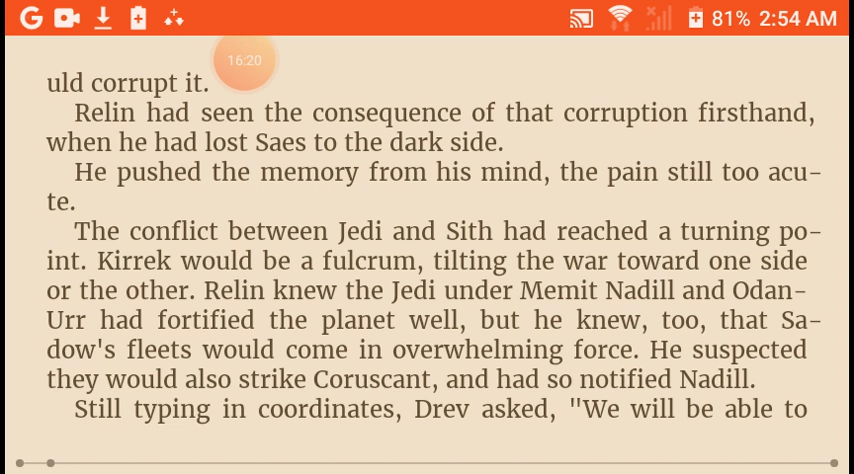 81% 2:54 AM
16:20
uld corrupt it.
Relin had seen the consequence of that corruption firsthand,
when he had lost Saes to the dark side.
He pushed the memory from his mind, the pain still too acu-
te.
The conflict between Jedi and Sith had reached a turning po-
int. Kirrek would be a fulcrum, tilting the war toward one side
or the other. Relin knew the Jedi under Memit Nadill and Odan-
Urr had fortified the planet well, but he knew, too, that Sa-
dow's fleets would come in overwhelming force. He suspected
they would also strike Coruscant, and had so notified Nadill.
Still typing in coordinates, Drev asked, "We will be able to